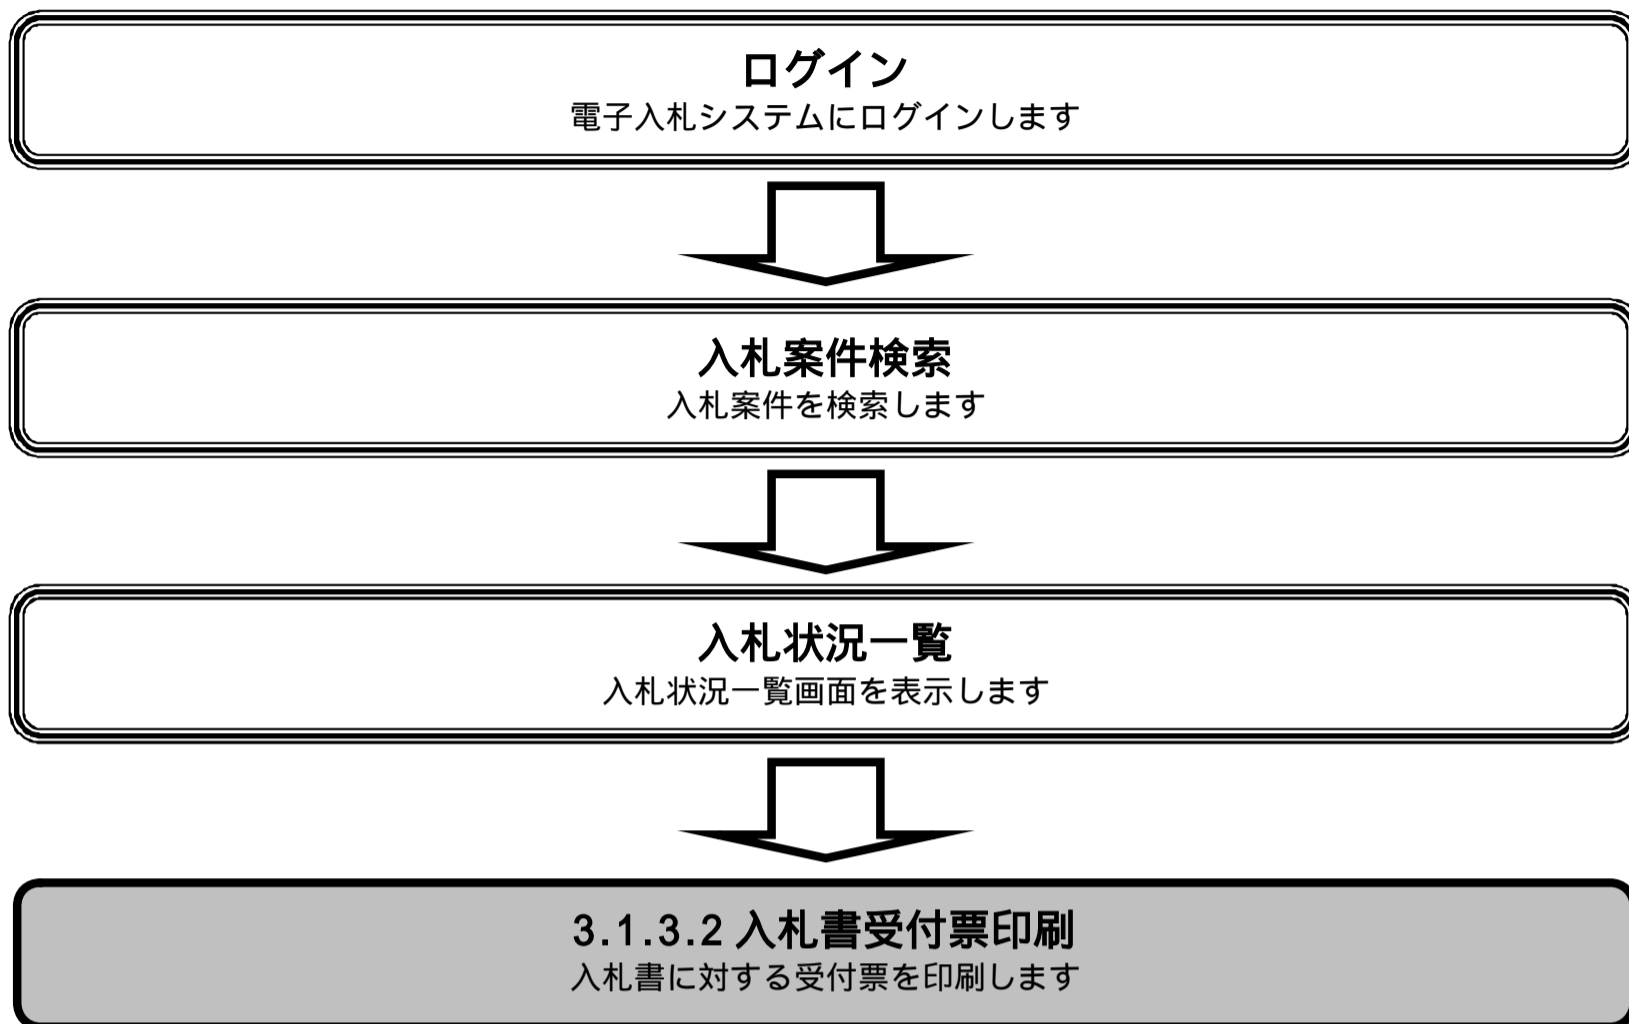 ログイン
電子入札システムにログインします
入札案件検索
入札案件を検索します
入札状況一覧
入札状況一覧画面を表示します
3.1.3.2 入札書受付票印刷
入札書に対する受付票を印刷します